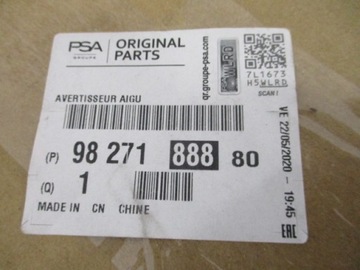 PSA
GROUPE
ORIGINAL
PARTS
qr.groupe-psa.com
WLRD
7L1673
H5WLRD
SCAN !
AVERTISSEUR AIGU
(P) 98 271 888 80
(Q) 1
MADE IN CN CHINE
VE 22/05/2020 - 19:45
EAC